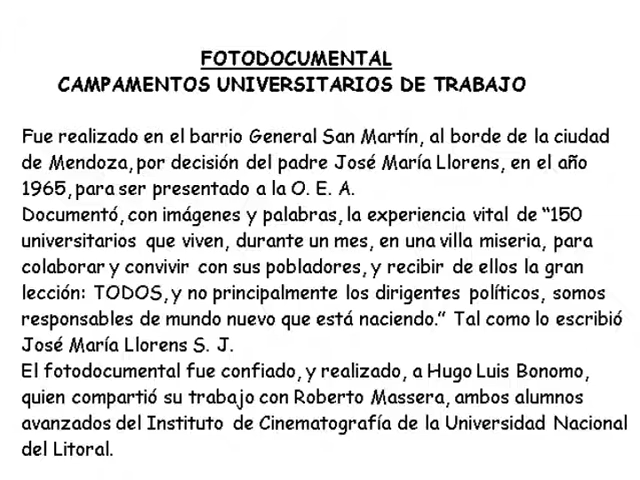 FOTODOCUMENTAL
CAMPAMENTOS UNIVERSITARIOS DE TRABAJO
Fue realizado en el barrio General San Martín, al borde de la ciudad
de Mendoza, por decisión del padre José María Llorens, en el año
1965, para ser presentado a la O. E. A.
Documentó, con imágenes y palabras, la experiencia vital de “150
universitarios que viven, durante un mes, en una villa miseria, para
colaborar y convivir con sus pobladores, y recibir de ellos la gran
lección: TODOS, y no principalmente los dirigentes políticos, somos
responsables de mundo nuevo que está naciendo.” Tal como lo escribió
José María Llorens S. J.
El fotodocumental fue confiado, y realizado, a Hugo Luis Bonomo,
quien compartió su trabajo con Roberto Massera, ambos alumnos
avanzados del Instituto de Cinematografía de la Universidad Nacional
del Litoral.